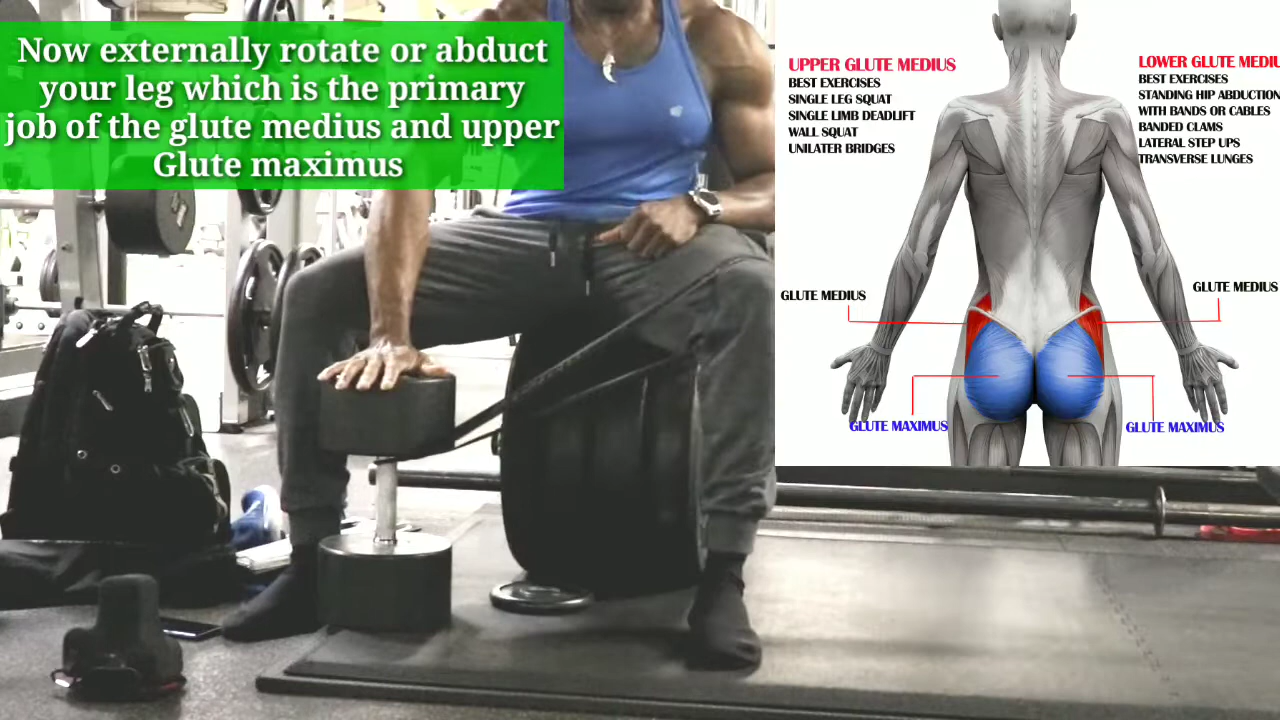 Now externally rotate or abduct
your leg which is the primary
job of the glute medius and upper
Glute maximus
UPPER GLUTE MEDIUS
BEST EXERCISES
SINGLE LEG SQUAT
SINGLE LIMB DEADLIFT
WALL SQUAT
UNILATER BRIDGES
LOWER GLUTE MEDIU
BEST EXERCISES
STANDING HIP ABDUCTION
WITH BANDS OR CABLES
BANDED CLAMS
LATERAL STEP UPS
TRANSVERSE LUNGES
GLUTE MEDIUS
GLUTE MEDIUS
GLUTE MAXIMUS
GLUTE MAXIMUS